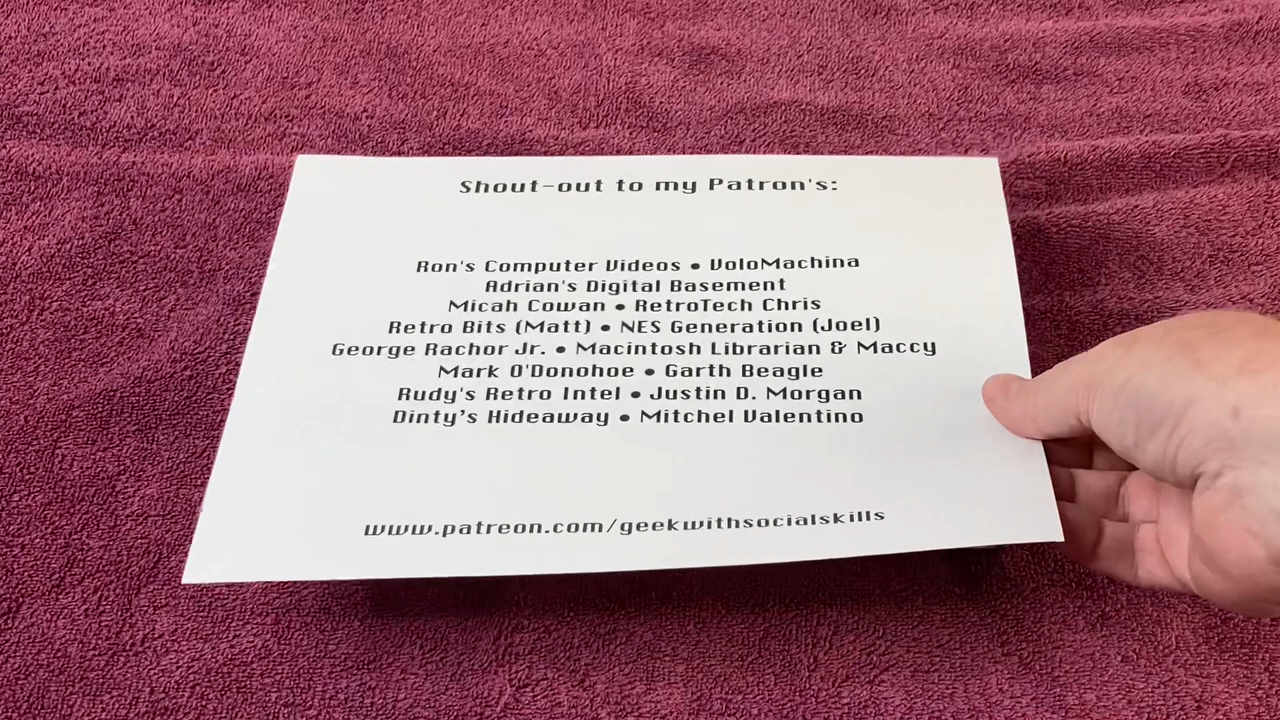 Shout-out to my Patron's:
Ron's Computer Videos • VoloMachina
Adrian's Digital Basement
Micah Cowan • RetroTech Chris
Retro Bits (Matt) • NES Generation (Joel)
George Rachor Jr. • Macintosh Librarian & Maccy
Mark O'Donohoe • Garth Beagle
Rudy's Retro Intel • Justin D. Morgan
Dinty's Hideaway • Mitchel Valentino
www.patreon.com/geekwithsocialskills